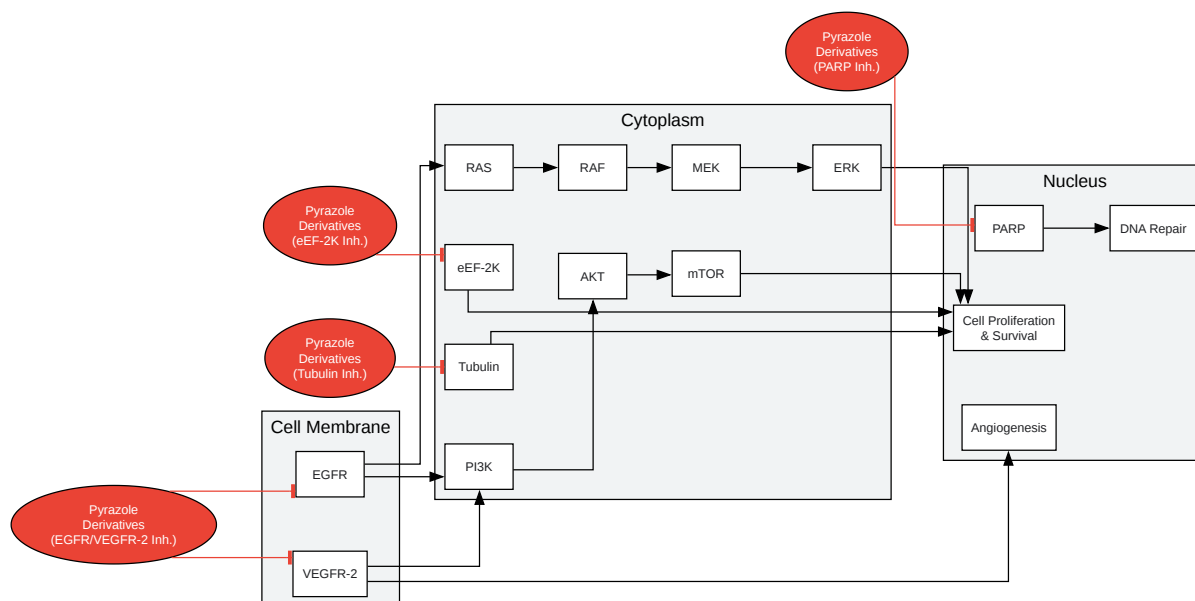 Pyrazole
Derivatives
(PARP Inh.)
Cytoplasm
RAS
RAF
MEK
ERK
Nucleus
PARP
DNA Repair
Pyrazole
Derivatives
(eEF-2K Inh.)
eEF-2K
AKT
mTOR
Cell Proliferation
& Survival
Pyrazole
Derivatives
(Tubulin Inh.)
Tubulin
Angiogenesis
Cell Membrane
EGFR
PI3K
Pyrazole
Derivatives
(EGFR/VEGFR-2 Inh.)
VEGFR-2